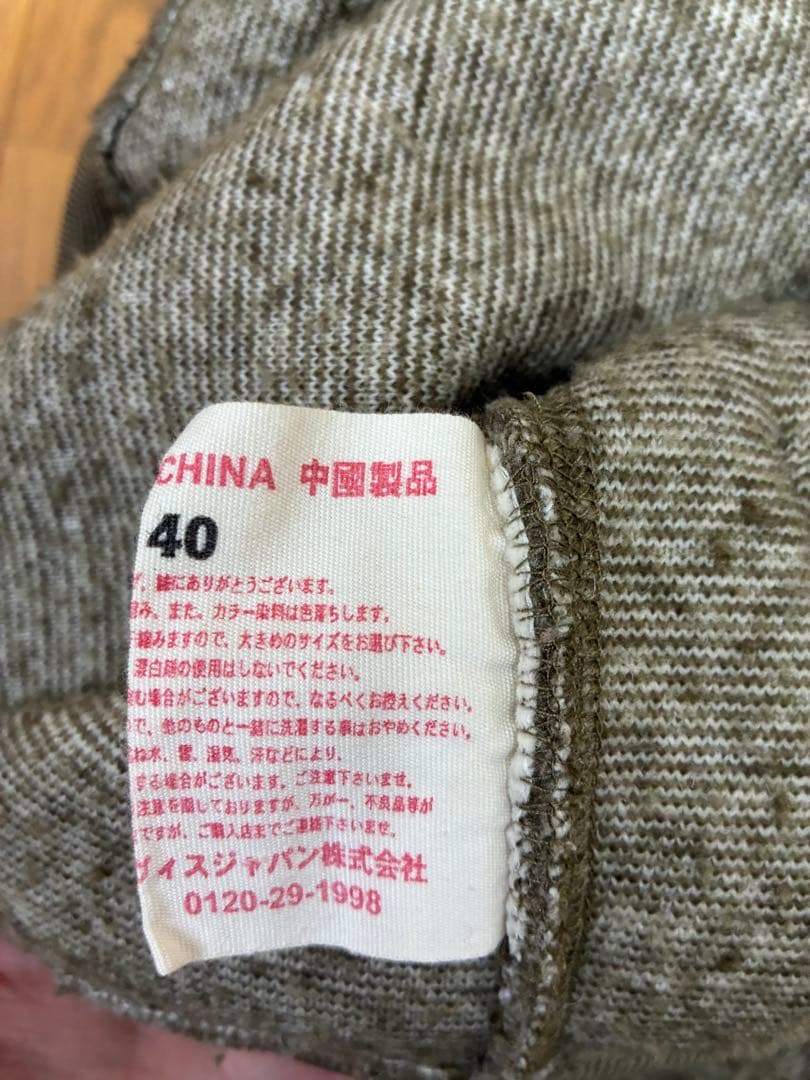 CHINA 中國製品
40
誠にありがとうございます。
み、また、カラー染料は色落ちします。
縮みますので、大きめのサイズをお選び下さい。
漂白剤の使用はしないでください。
む場合がございますので、なるべくお控えください。
で、他のものと一緒に洗濯する事はおやめください。
ね水、雪、湿気、汗などにより、
する場合がございます。ご注意下さいませ。
注意を期しておりますが、万が一、不良品等が
ですが、ご購入店までご連絡下さいませ。
ヴィスジャパン株式会社
0120-29-1998